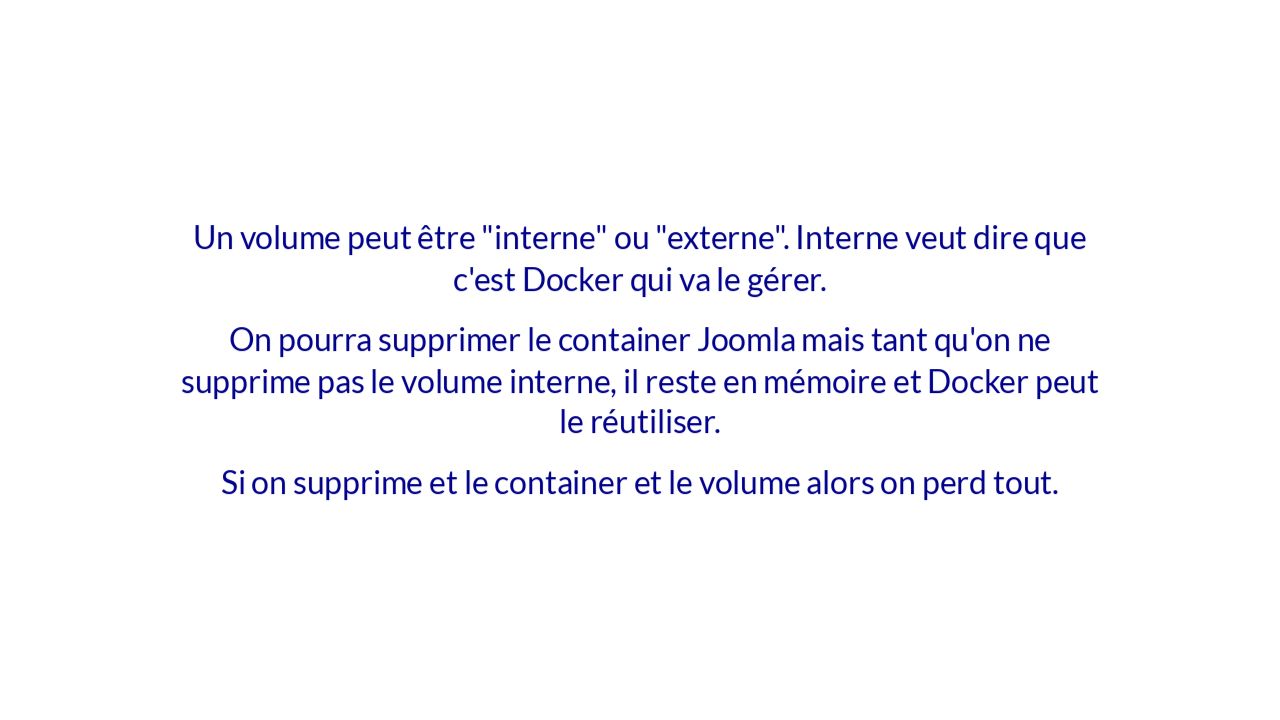 Un volume peut être "interne" ou "externe". Interne veut dire que
c'est Docker qui va le gérer.
On pourra supprimer le container Joomla mais tant qu'on ne
supprime pas le volume interne, il reste en mémoire et Docker peut
le réutiliser.
Si on supprime et le container et le volume alors on perd tout.